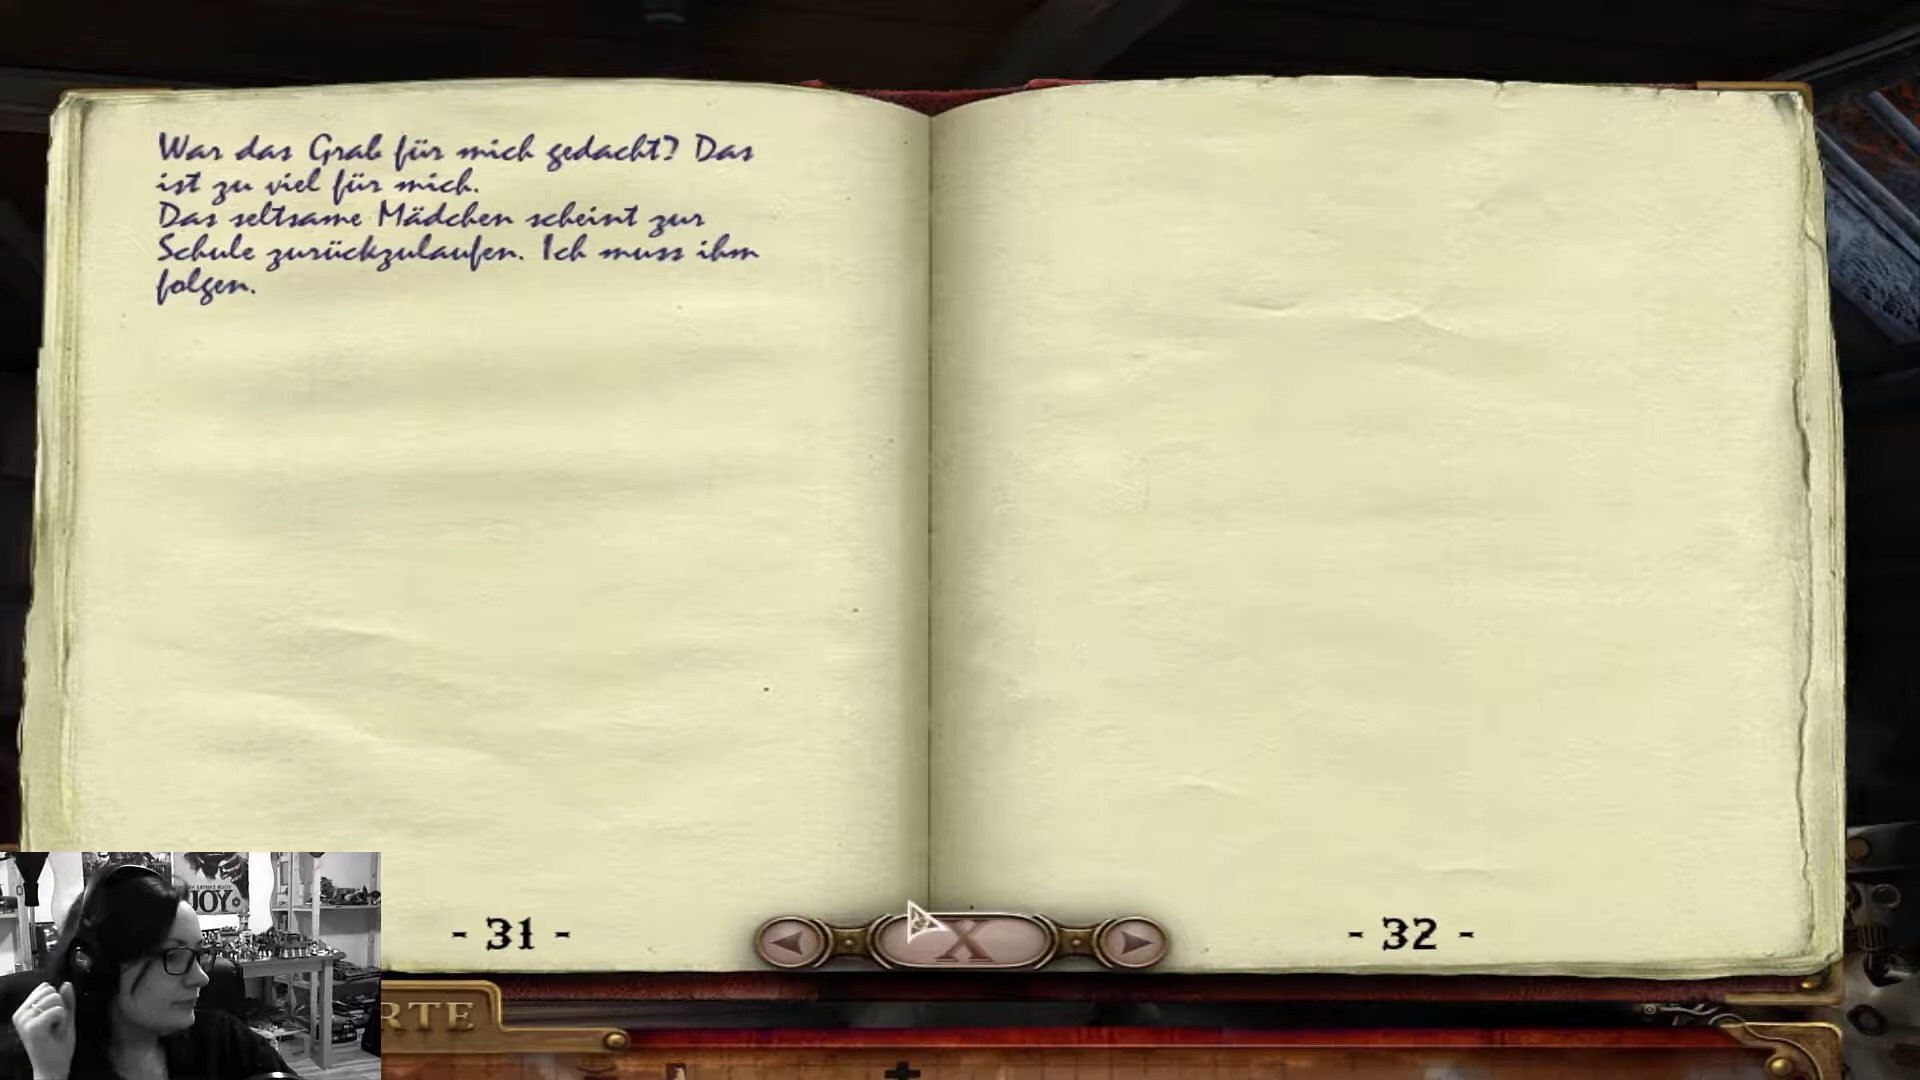 War das Grab für mich gedacht? Das
ist zu viel für mich.
Das seltsame Mädchen scheint zur
Schule zurückzulaufen. Ich muss ihm
folgen.
- 31 -
X
- 32 -
RTE
YOU